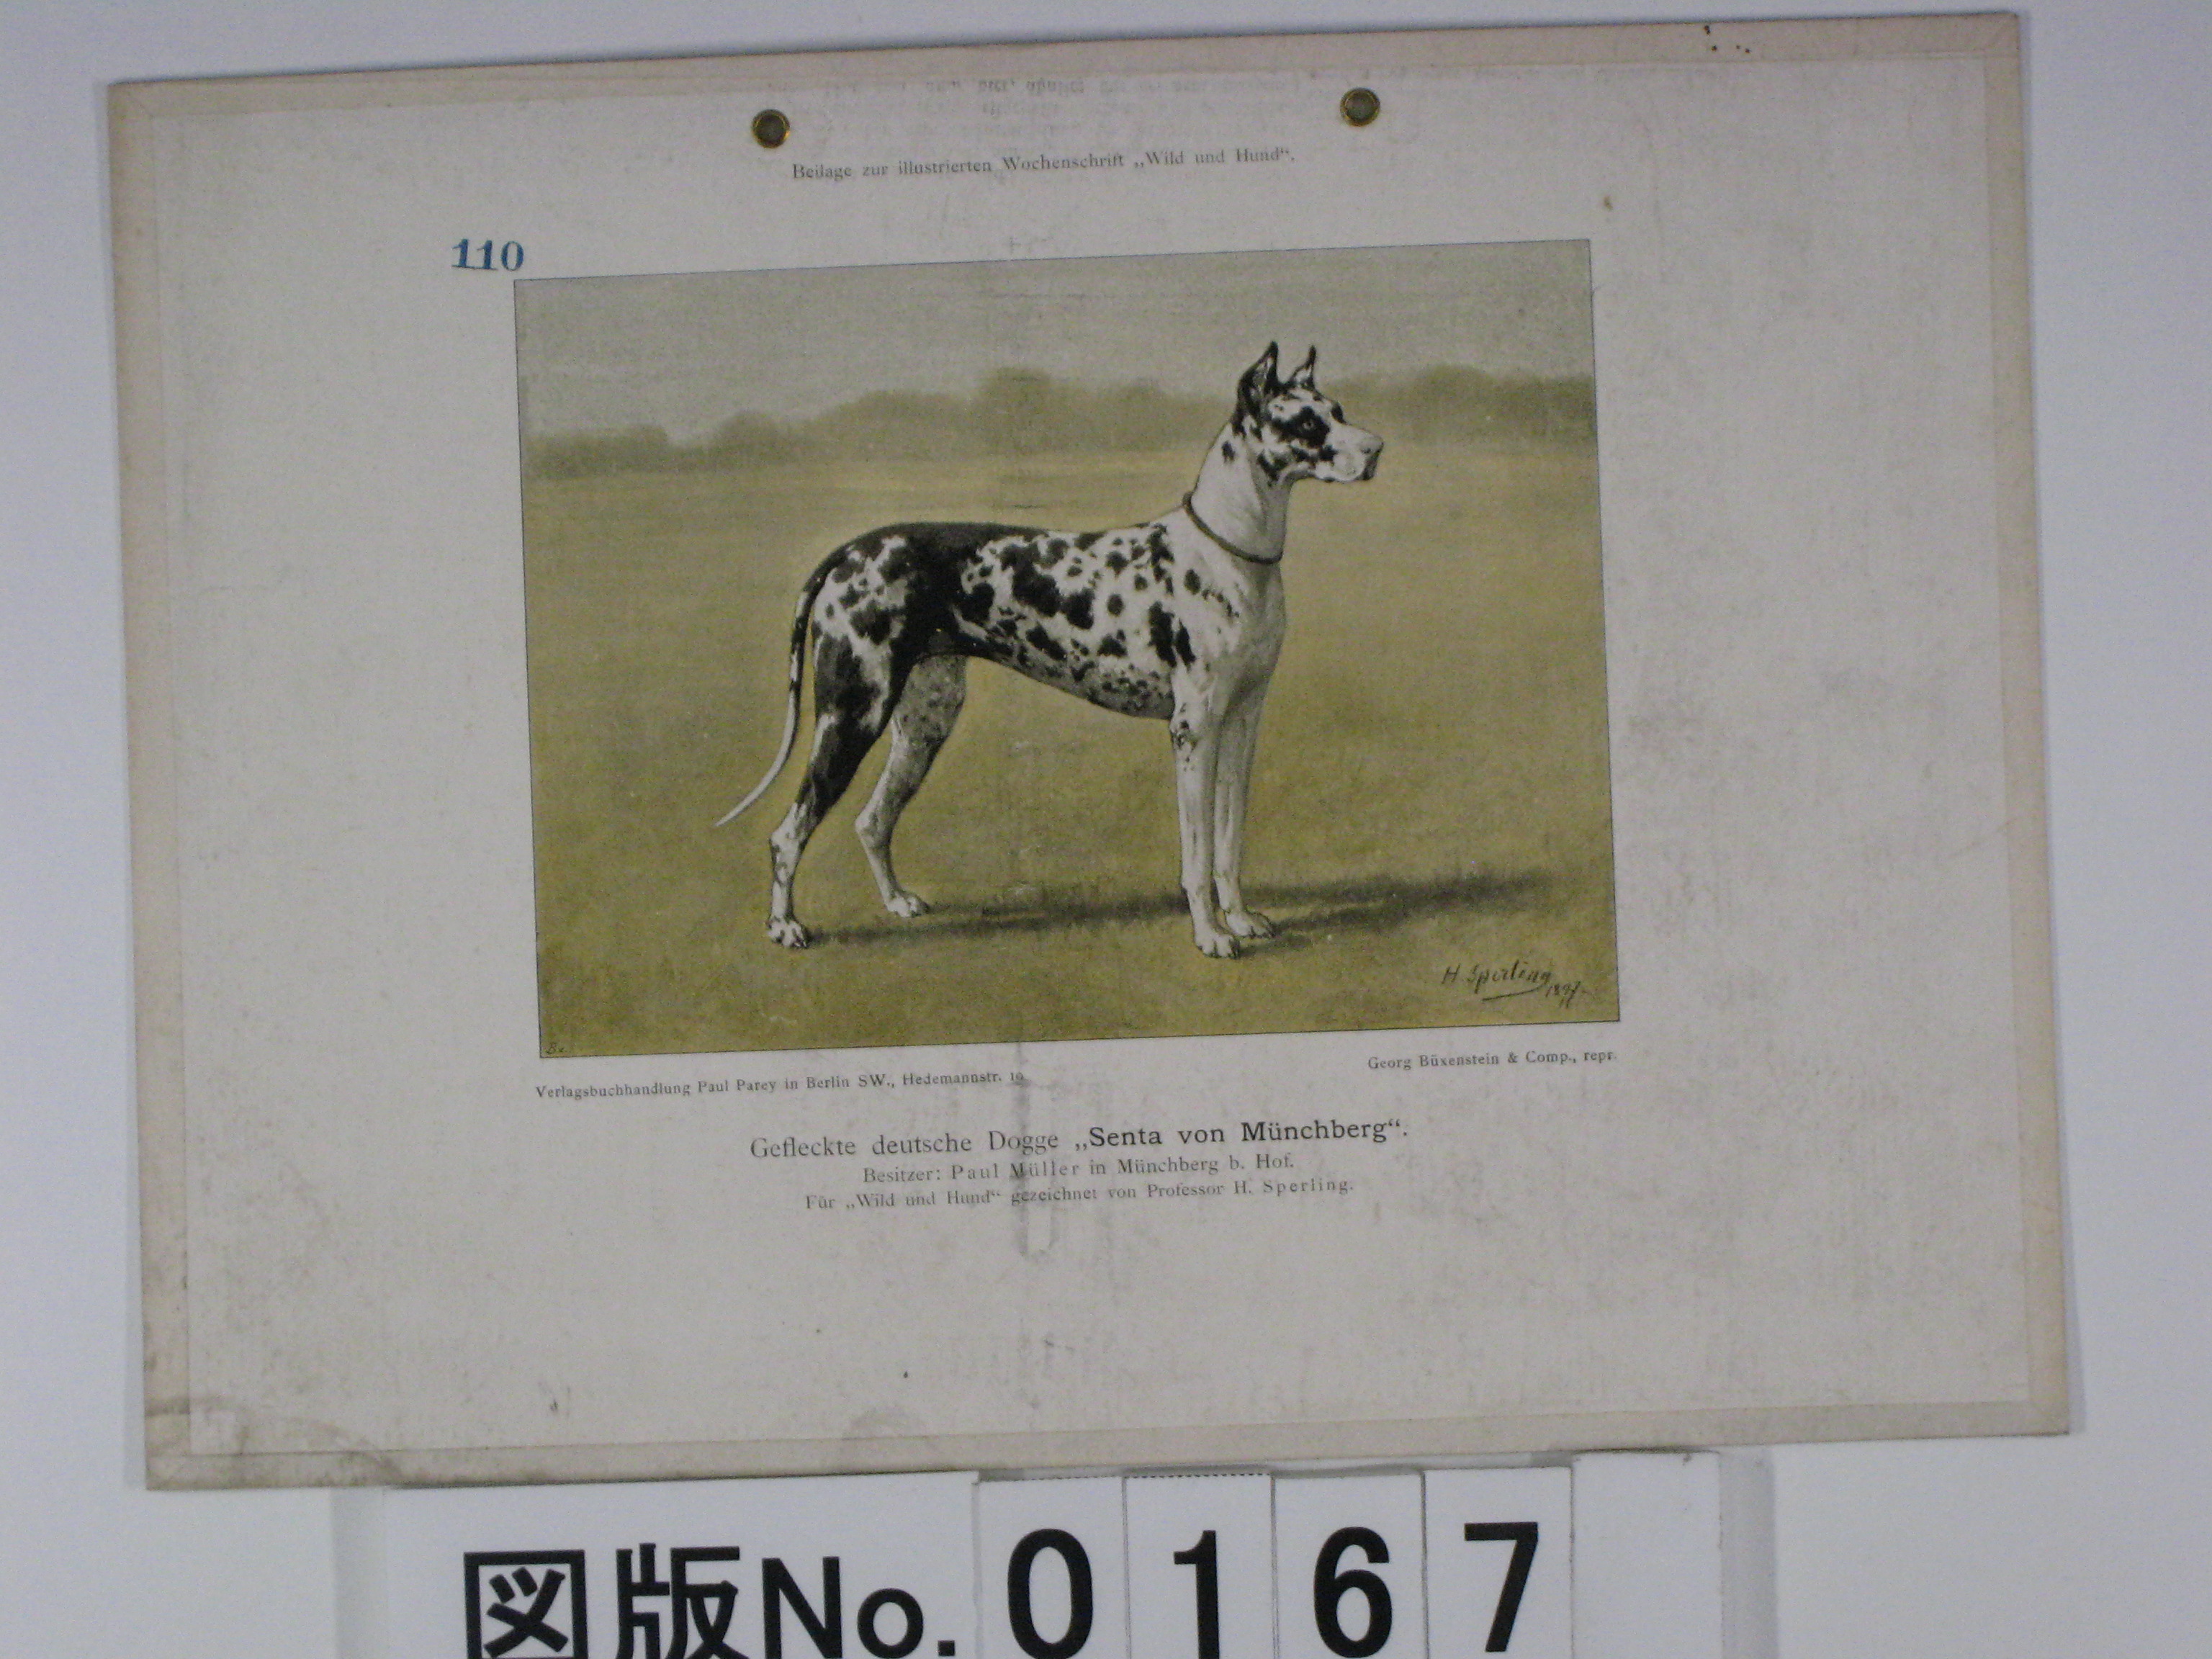 Beilage zur illustrierten Wochenschrift „Wild und Hund“.
110
H. Sperling
1897
Verlagsbuchhandlung Paul Parey in Berlin SW., Hedemannstr. 10
Georg Büxenstein & Comp., repr.
Gefleckte deutsche Dogge „Senta von Münchberg“.
Besitzer: Paul Müller in Münchberg b. Hof.
Für „Wild und Hund“ gezeichnet von Professor H. Sperling.
図版No. 0167